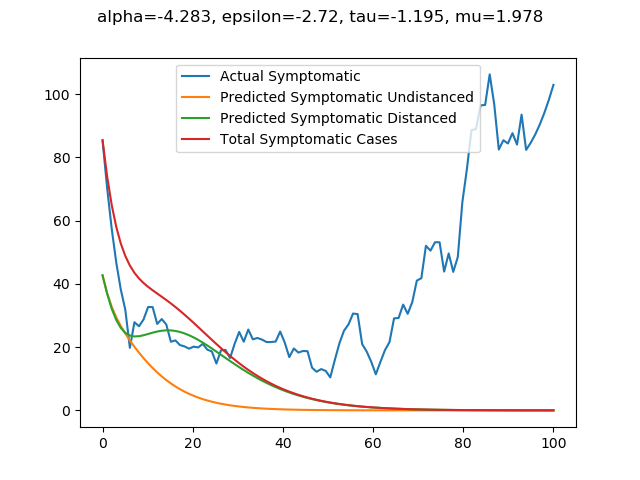 alpha=-4.283, epsilon=-2.72, tau=-1.195, mu=1.978
Actual Symptomatic
Predicted Symptomatic Undistanced
Predicted Symptomatic Distanced
Total Symptomatic Cases
100
80
60
40
20
0
0 20 40 60 80 100